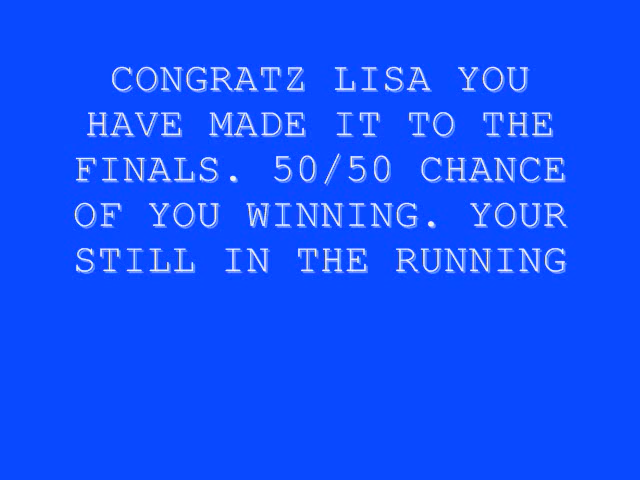 CONGRATZ LISA YOU
HAVE MADE IT TO THE
FINALS. 50/50 CHANCE
OF YOU WINNING. YOUR
STILL IN THE RUNNING